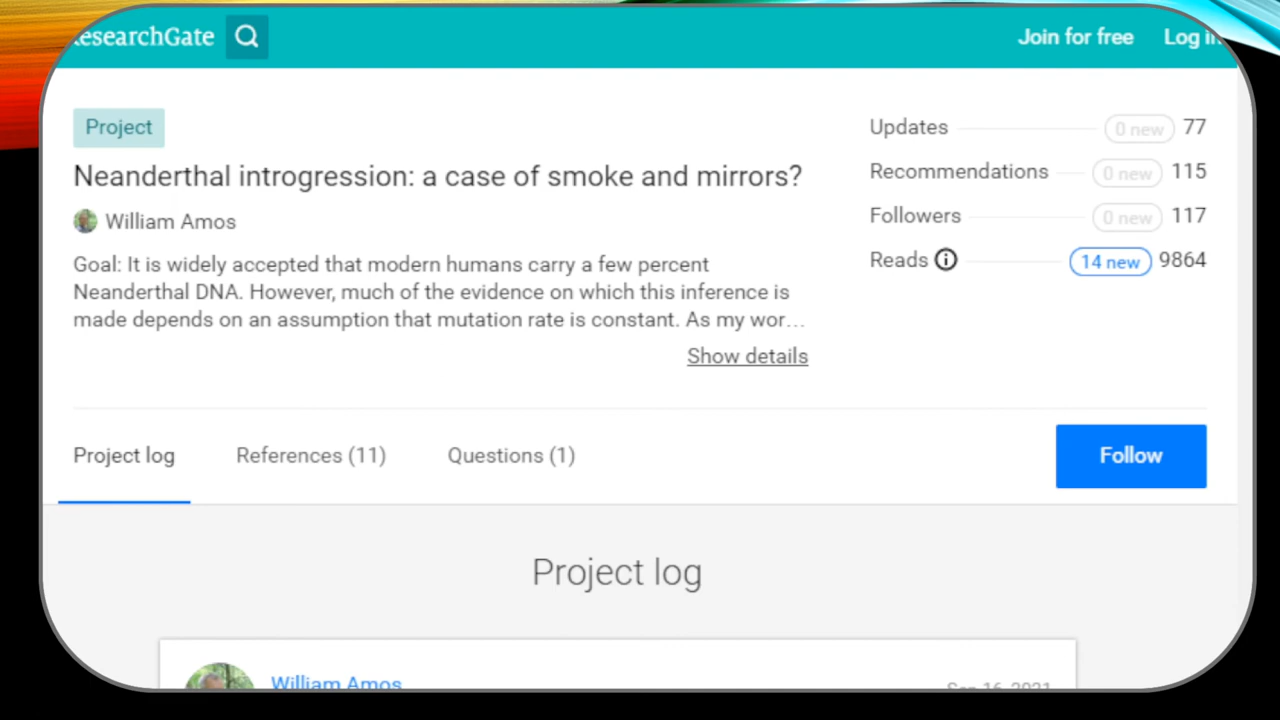 esearchGate
Join for free
Log in
Project
Neanderthal introgression: a case of smoke and mirrors?
William Amos
Goal: It is widely accepted that modern humans carry a few percent
Neanderthal DNA. However, much of the evidence on which this inference is
made depends on an assumption that mutation rate is constant. As my wor...
Show details
Updates 0 new 77
Recommendations 0 new 115
Followers 0 new 117
Reads 14 new 9864
Project log
References (11)
Questions (1)
Follow
Project log
William Amos
Sep 16, 2021